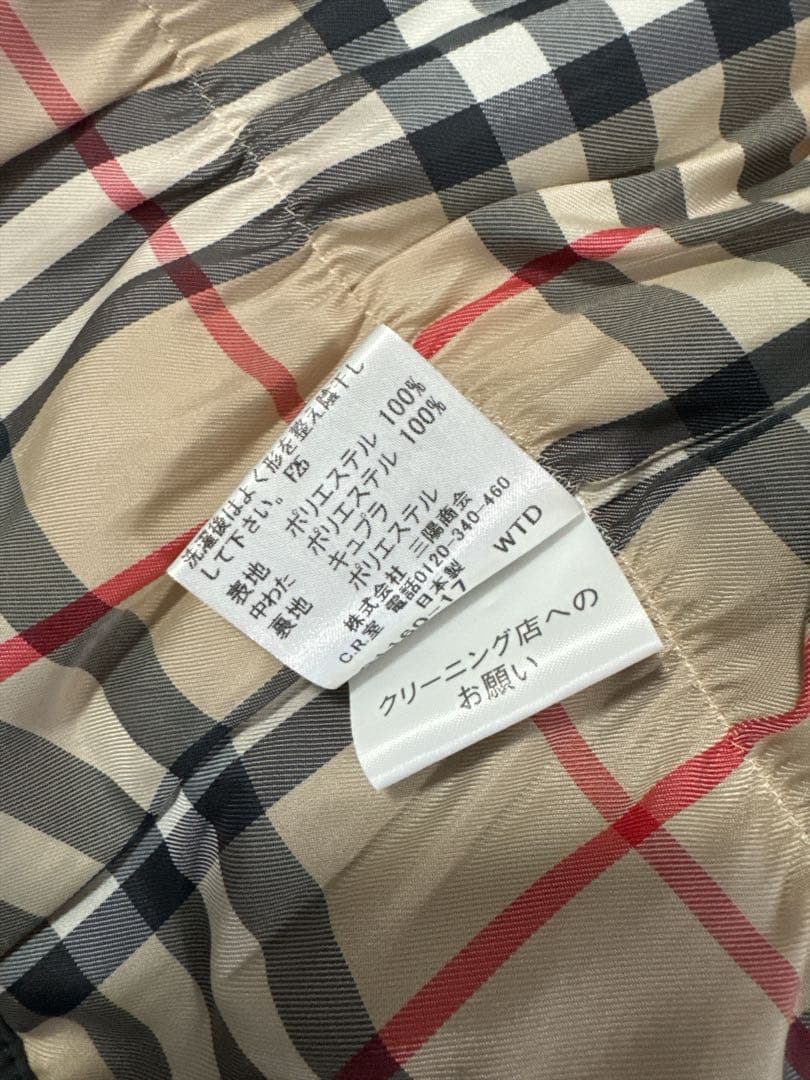 洗濯後はよく形を整え陰干し
して下さい。F25
表地 ポリエステル 100%
中わた ポリエステル 100%
裏地 キュプラ
ポリエステル
株式会社 三陽商会
C.R室 電話0120-340-460
日本製 WTD
クリーニング店への
お願い